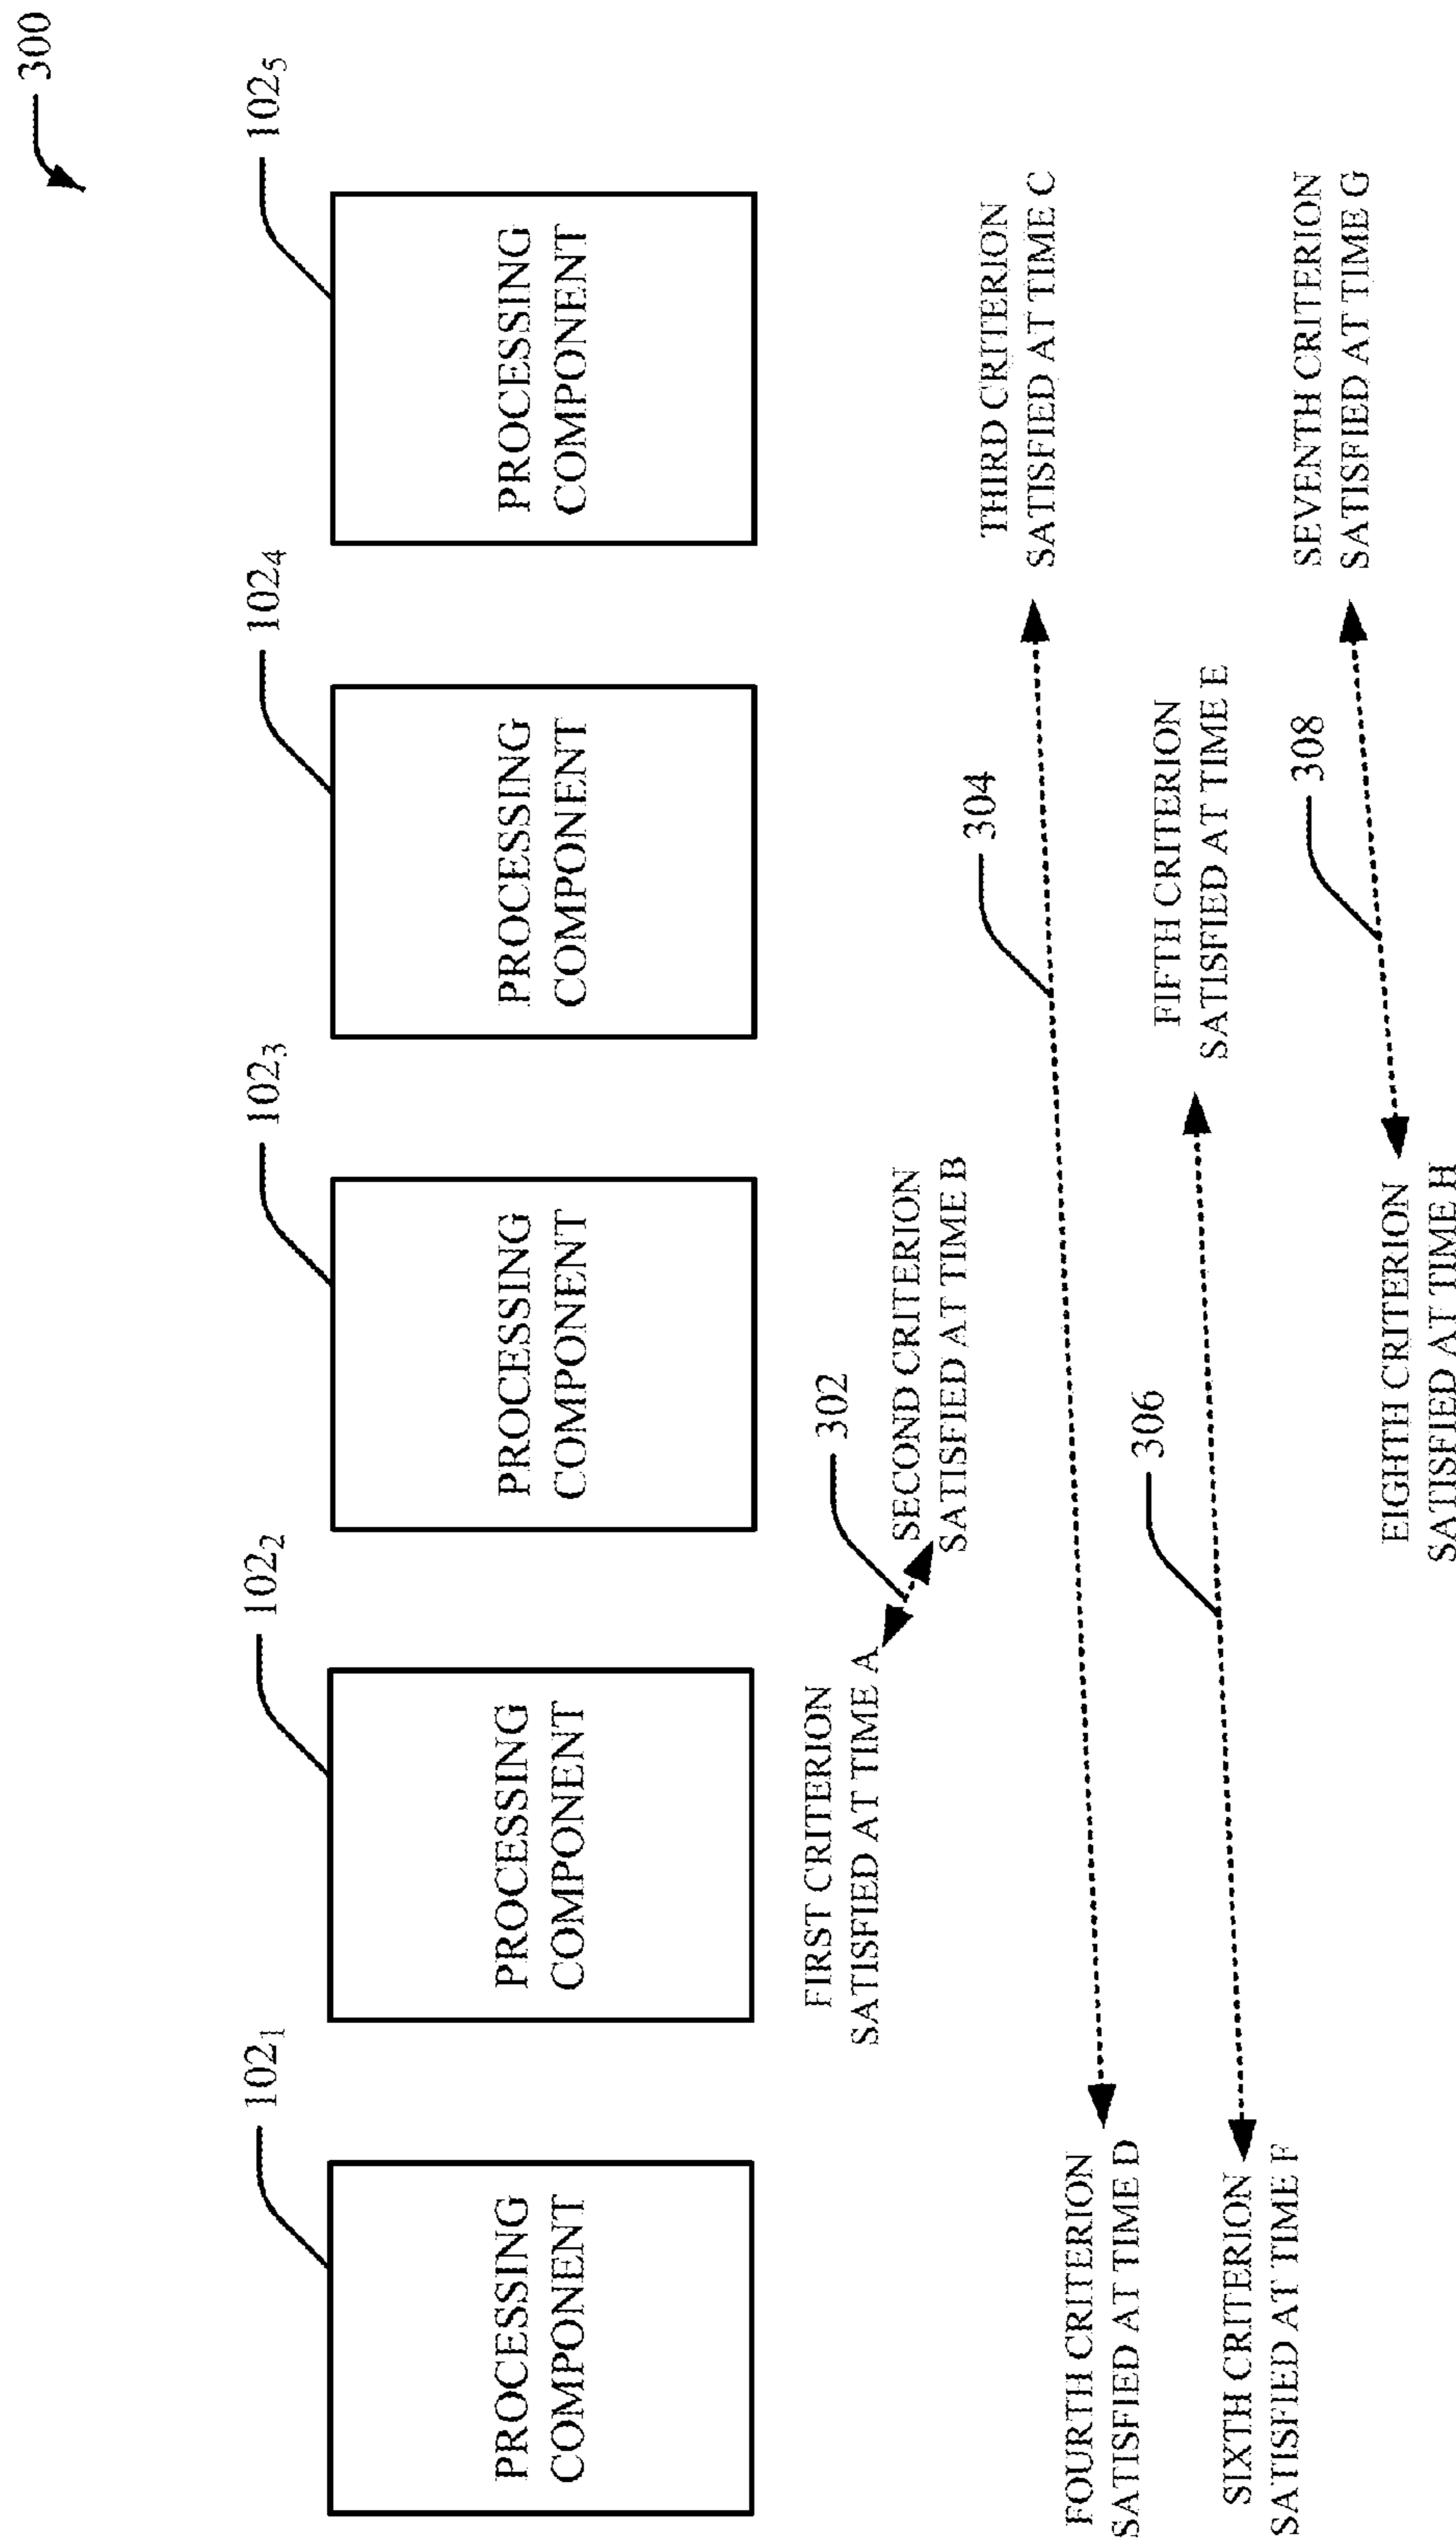 300
102₁
102₂
102₃
102₄
102₅
PROCESSING
COMPONENT
PROCESSING
COMPONENT
PROCESSING
COMPONENT
PROCESSING
COMPONENT
PROCESSING
COMPONENT
FIRST CRITERION
SATISFIED AT TIME A
302
SECOND CRITERION
SATISFIED AT TIME B
THIRD CRITERION
SATISFIED AT TIME C
304
FOURTH CRITERION
SATISFIED AT TIME D
FIFTH CRITERION
SATISFIED AT TIME E
306
SIXTH CRITERION
SATISFIED AT TIME F
SEVENTH CRITERION
SATISFIED AT TIME G
308
EIGHTH CRITERION
SATISFIED AT TIME H